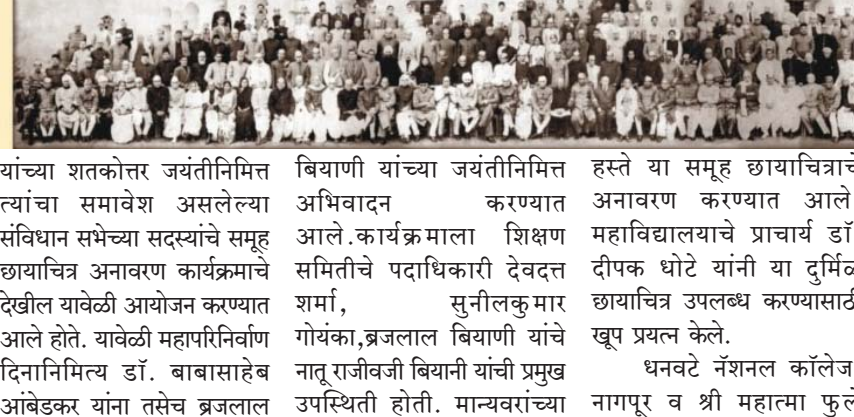 यांच्या शतकोत्तर जयंतीनिमित्त
त्यांचा समावेश असलेल्या
संविधान सभेच्या सदस्यांचे समूह
छायाचित्र अनावरण कार्यक्रमाचे
देखील यावेळी आयोजन करण्यात
आले होते. यावेळी महापरिनिर्वाण
दिनानिमित्य डॉ. बाबासाहेब
आंबेडकर यांना तसेच ब्रजलाल
बियाणी यांच्या जयंतीनिमित्त
अभिवादन करण्यात
आले.कार्यक्रमाला शिक्षण
समितीचे पदाधिकारी देवदत्त
शर्मा, सुनीलकुमार
गोयंका,ब्रजलाल बियाणी यांचे
नातू राजीवजी बियानी यांची प्रमुख
उपस्थिती होती. मान्यवरांच्या
हस्ते या समूह छायाचित्राचे
अनावरण करण्यात आले
महाविद्यालयाचे प्राचार्य डॉ
दीपक धोटे यांनी या दुर्मिळ
छायाचित्र उपलब्ध करण्यासाठी
खूप प्रयत्न केले.
धनवटे नॅशनल कॉलेज
नागपूर व श्री महात्मा फुले